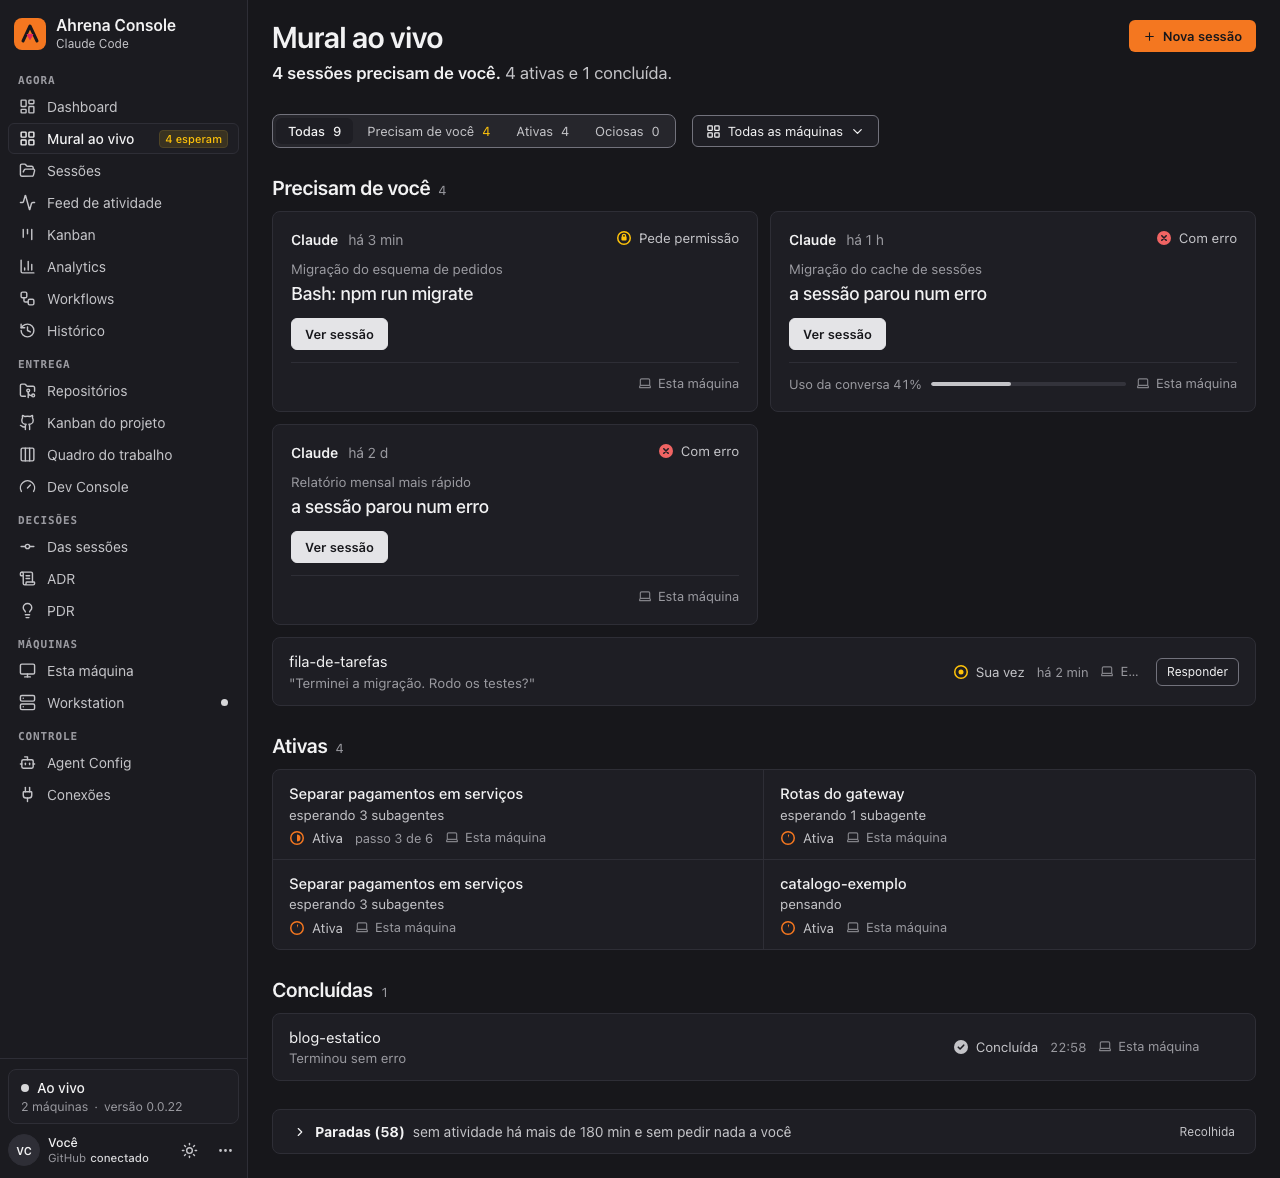 Ahrena Console
Claude Code
AGORA
Dashboard
Mural ao vivo 4 esperam
Sessões
Feed de atividade
Kanban
Analytics
Workflows
Histórico
ENTREGA
Repositórios
Kanban do projeto
Quadro do trabalho
Dev Console
DECISÕES
Das sessões
ADR
PDR
MÁQUINAS
Esta máquina
Workstation
CONTROLE
Agent Config
Conexões
Ao vivo
2 máquinas · versão 0.0.22
VC
Você
GitHub conectado
Mural ao vivo
Nova sessão
4 sessões precisam de você. 4 ativas e 1 concluída.
Todas 9 Precisam de você 4 Ativas 4 Ociosas 0 Todas as máquinas
Precisam de você 4
Claude há 3 min Pede permissão
Migração do esquema de pedidos
Bash: npm run migrate
Ver sessão
Esta máquina
Claude há 1 h Com erro
Migração do cache de sessões
a sessão parou num erro
Ver sessão
Uso da conversa 41% Esta máquina
Claude há 2 d Com erro
Relatório mensal mais rápido
a sessão parou num erro
Ver sessão
Esta máquina
fila-de-tarefas
"Terminei a migração. Rodo os testes?"
Sua vez há 2 min E... Responder
Ativas 4
Separar pagamentos em serviços
esperando 3 subagentes
Ativa passo 3 de 6 Esta máquina
Rotas do gateway
esperando 1 subagente
Ativa Esta máquina
Separar pagamentos em serviços
esperando 3 subagentes
Ativa Esta máquina
catalogo-exemplo
pensando
Ativa Esta máquina
Concluídas 1
blog-estatico
Terminou sem erro
Concluída 22:58 Esta máquina
Paradas (58) sem atividade há mais de 180 min e sem pedir nada a você Recolhida